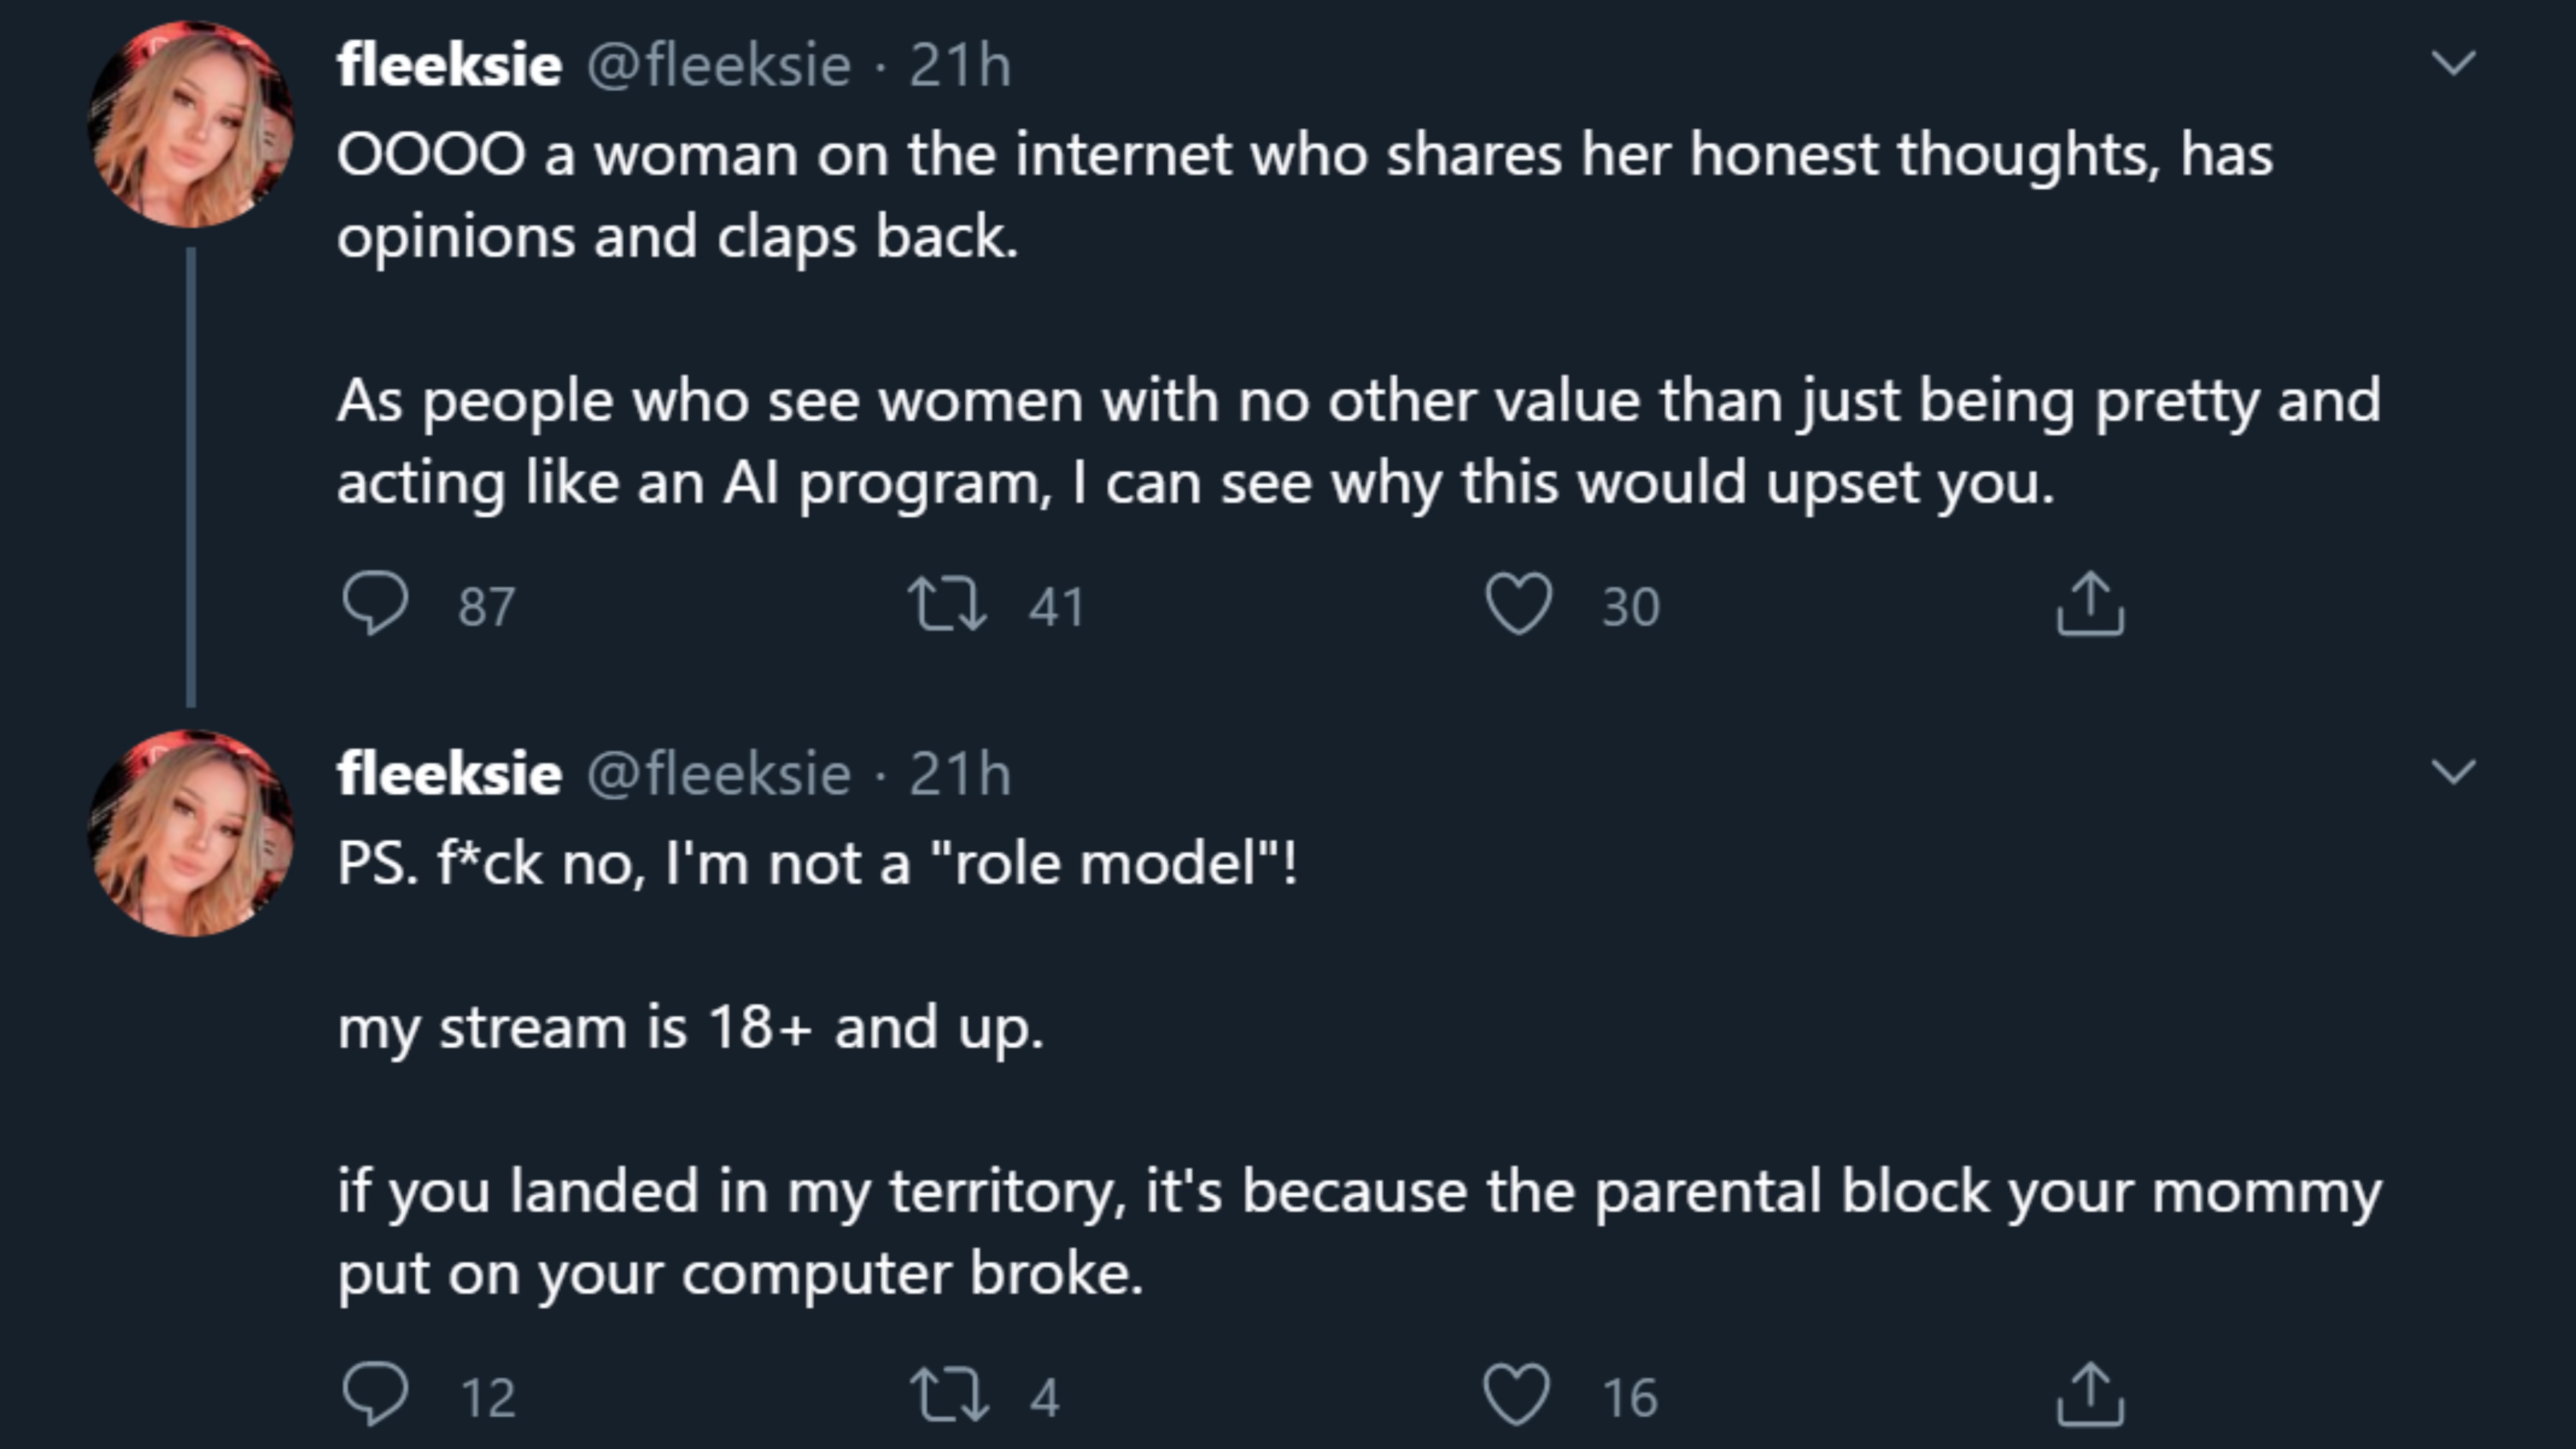 fleeksie @fleeksie · 21h
OOOO a woman on the internet who shares her honest thoughts, has
opinions and claps back.
As people who see women with no other value than just being pretty and
acting like an AI program, I can see why this would upset you.
87 41 30
fleeksie @fleeksie · 21h
PS. f*ck no, I'm not a "role model"!
my stream is 18+ and up.
if you landed in my territory, it's because the parental block your mommy
put on your computer broke.
12 4 16